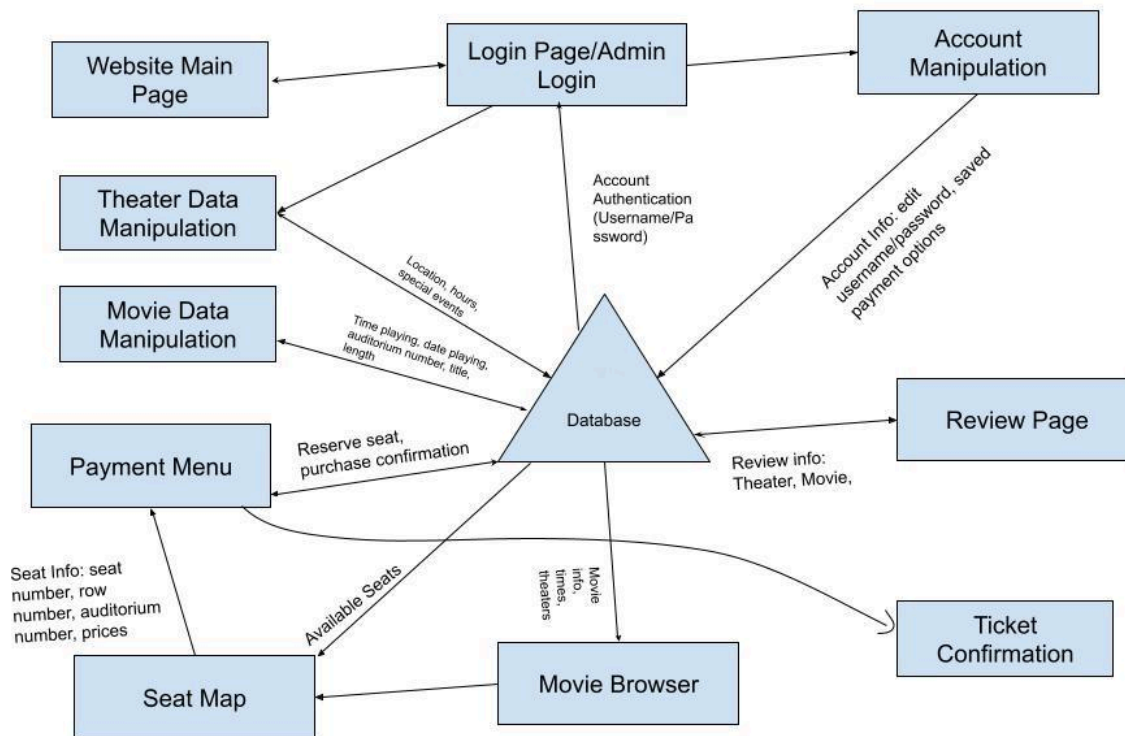 Website Main
Page
Login Page/Admin
Login
Account
Manipulation
Theater Data
Manipulation
Account
Authentication
(Username/Pa
ssword)
Account Info: edit
username/password, saved
payment options
Location, hours,
special events
Movie Data
Manipulation
Time playing, date playing,
auditorium number, title,
length
Database
Review Page
Review info:
Theater, Movie,
Payment Menu
Reserve seat,
purchase confirmation
Seat Info: seat
number, row
number, auditorium
number, prices
Available Seats
Movie
info,
times,
theaters
Ticket
Confirmation
Seat Map
Movie Browser